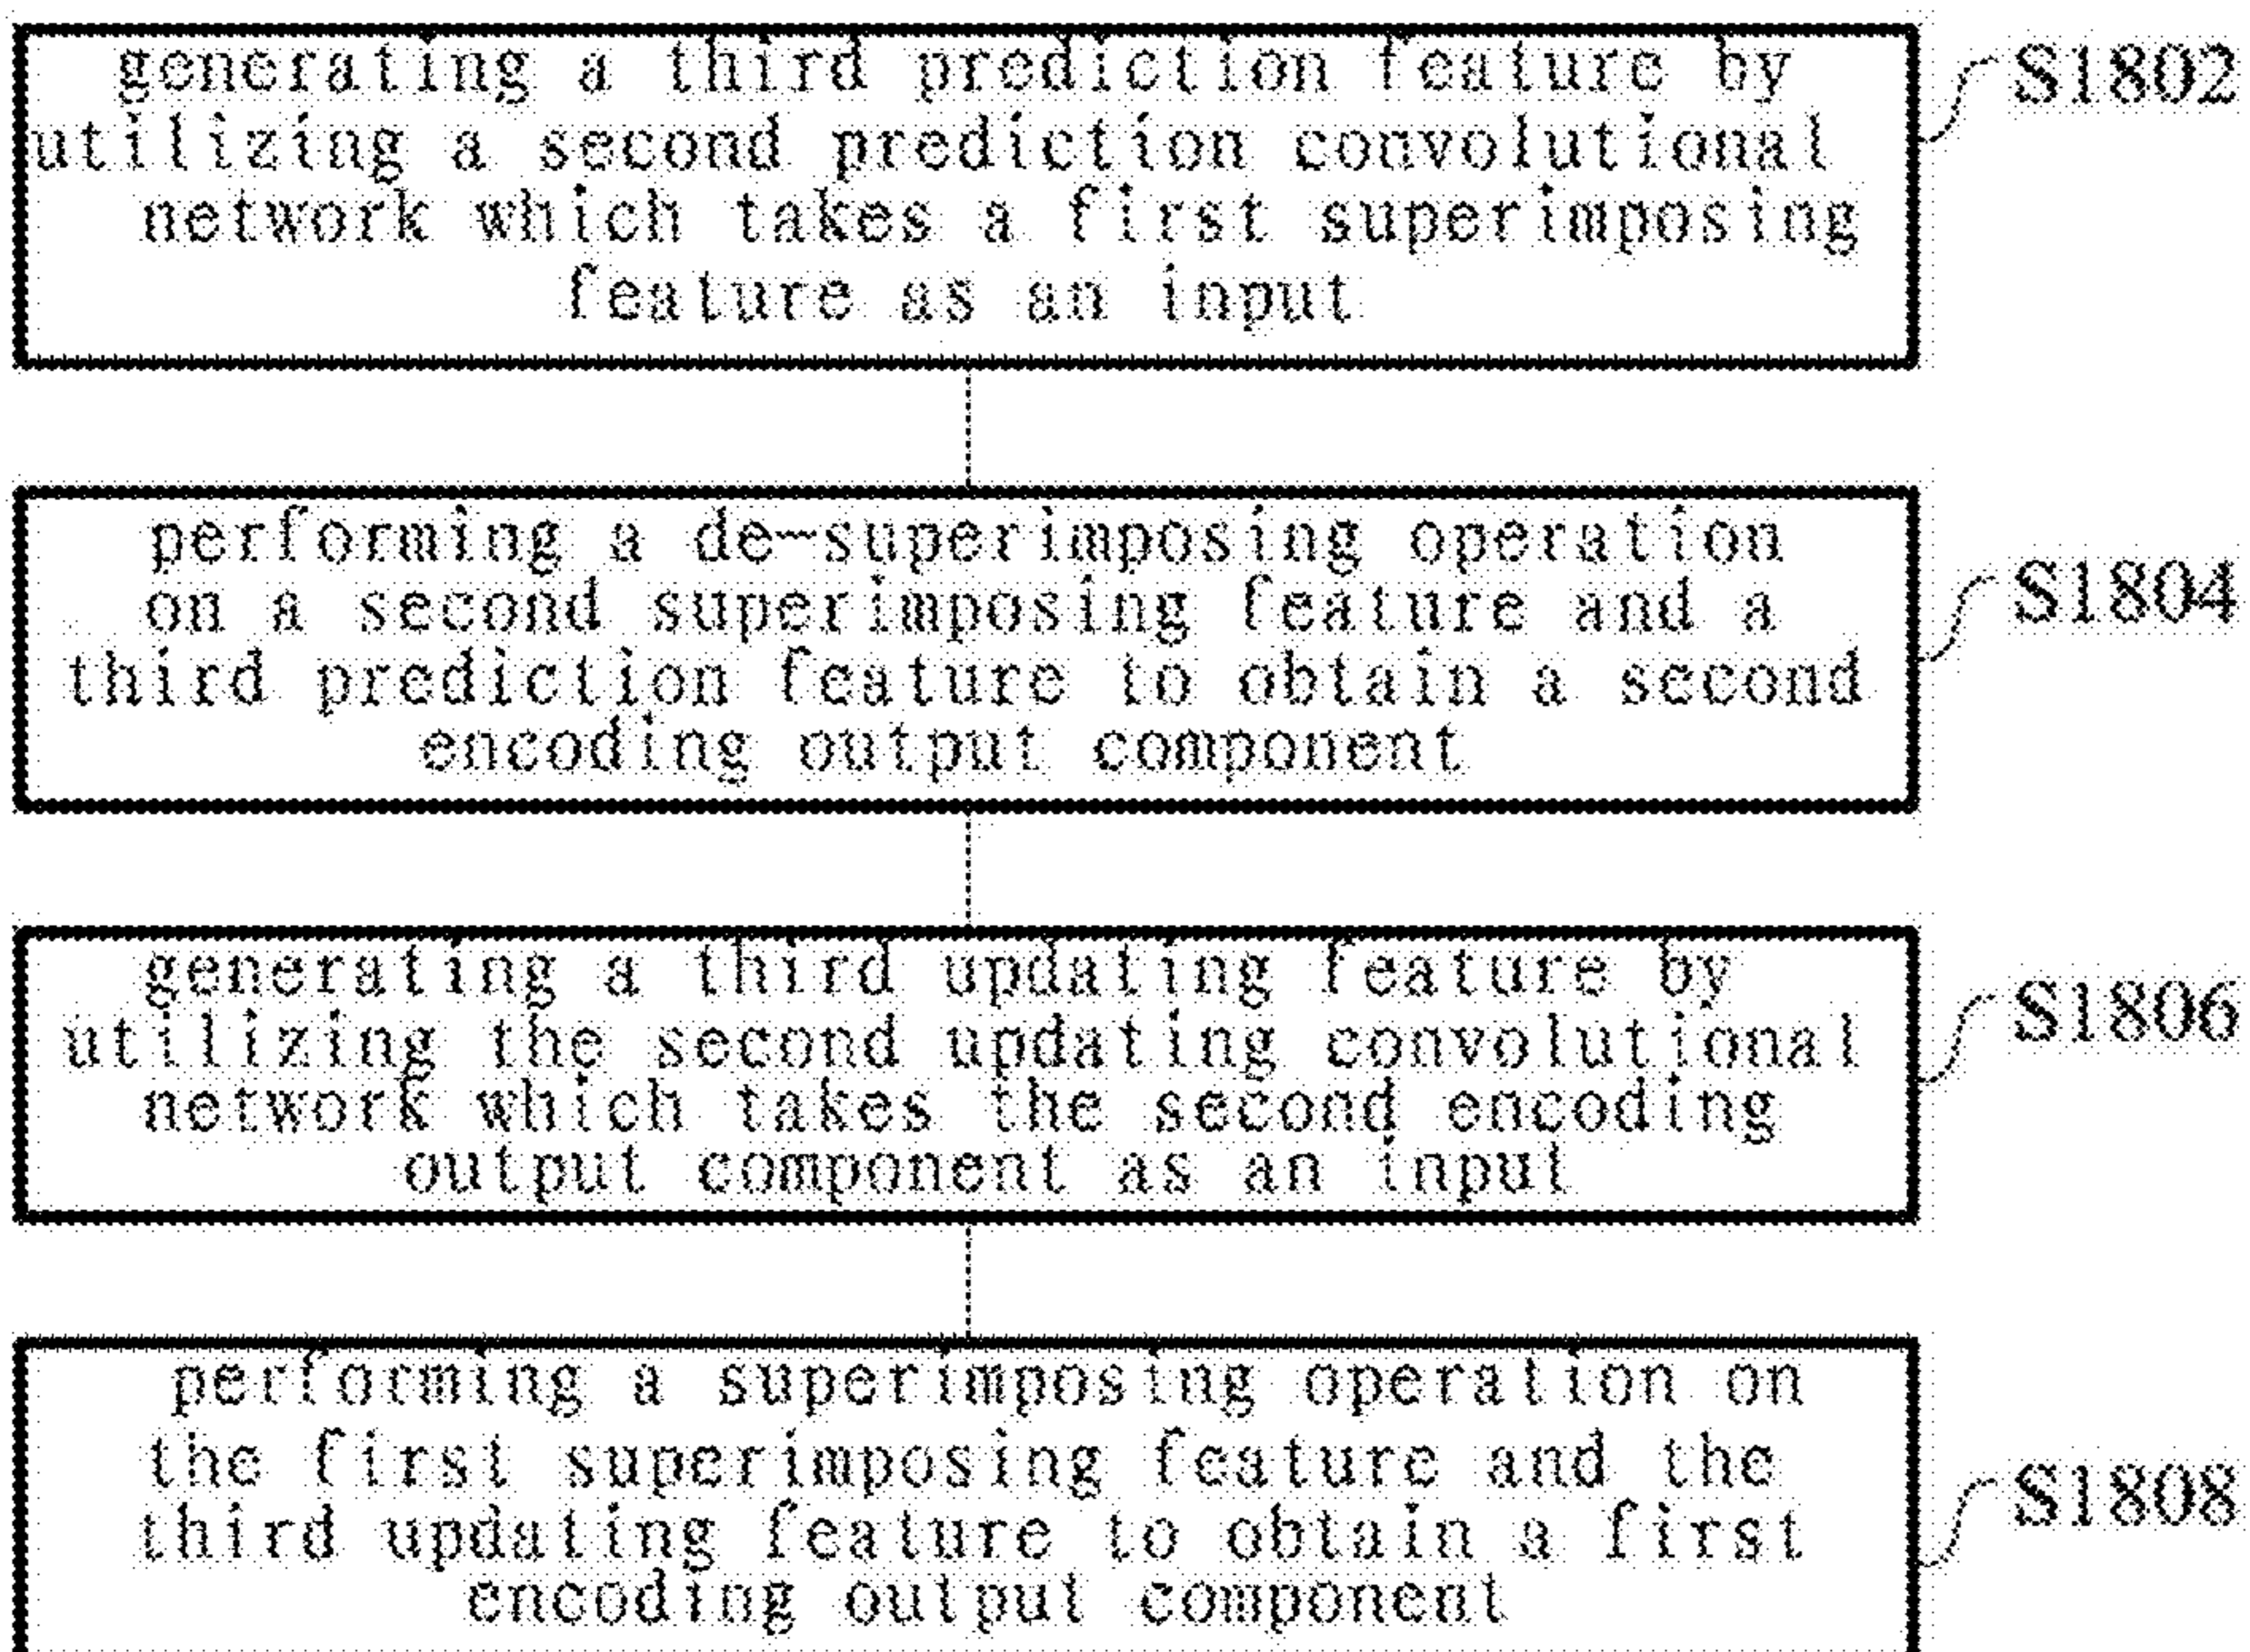 generating a third prediction feature by
utilizing a second prediction convolutional
network which takes a first superimposing
feature as an input
S1802
performing a de-superimposing operation
on a second superimposing feature and a
third prediction feature to obtain a second
encoding output component
S1804
generating a third updating feature by
utilizing the second updating convolutional
network which takes the second encoding
output component as an input
S1806
performing a superimposing operation on
the first superimposing feature and the
third updating feature to obtain a first
encoding output component
S1808